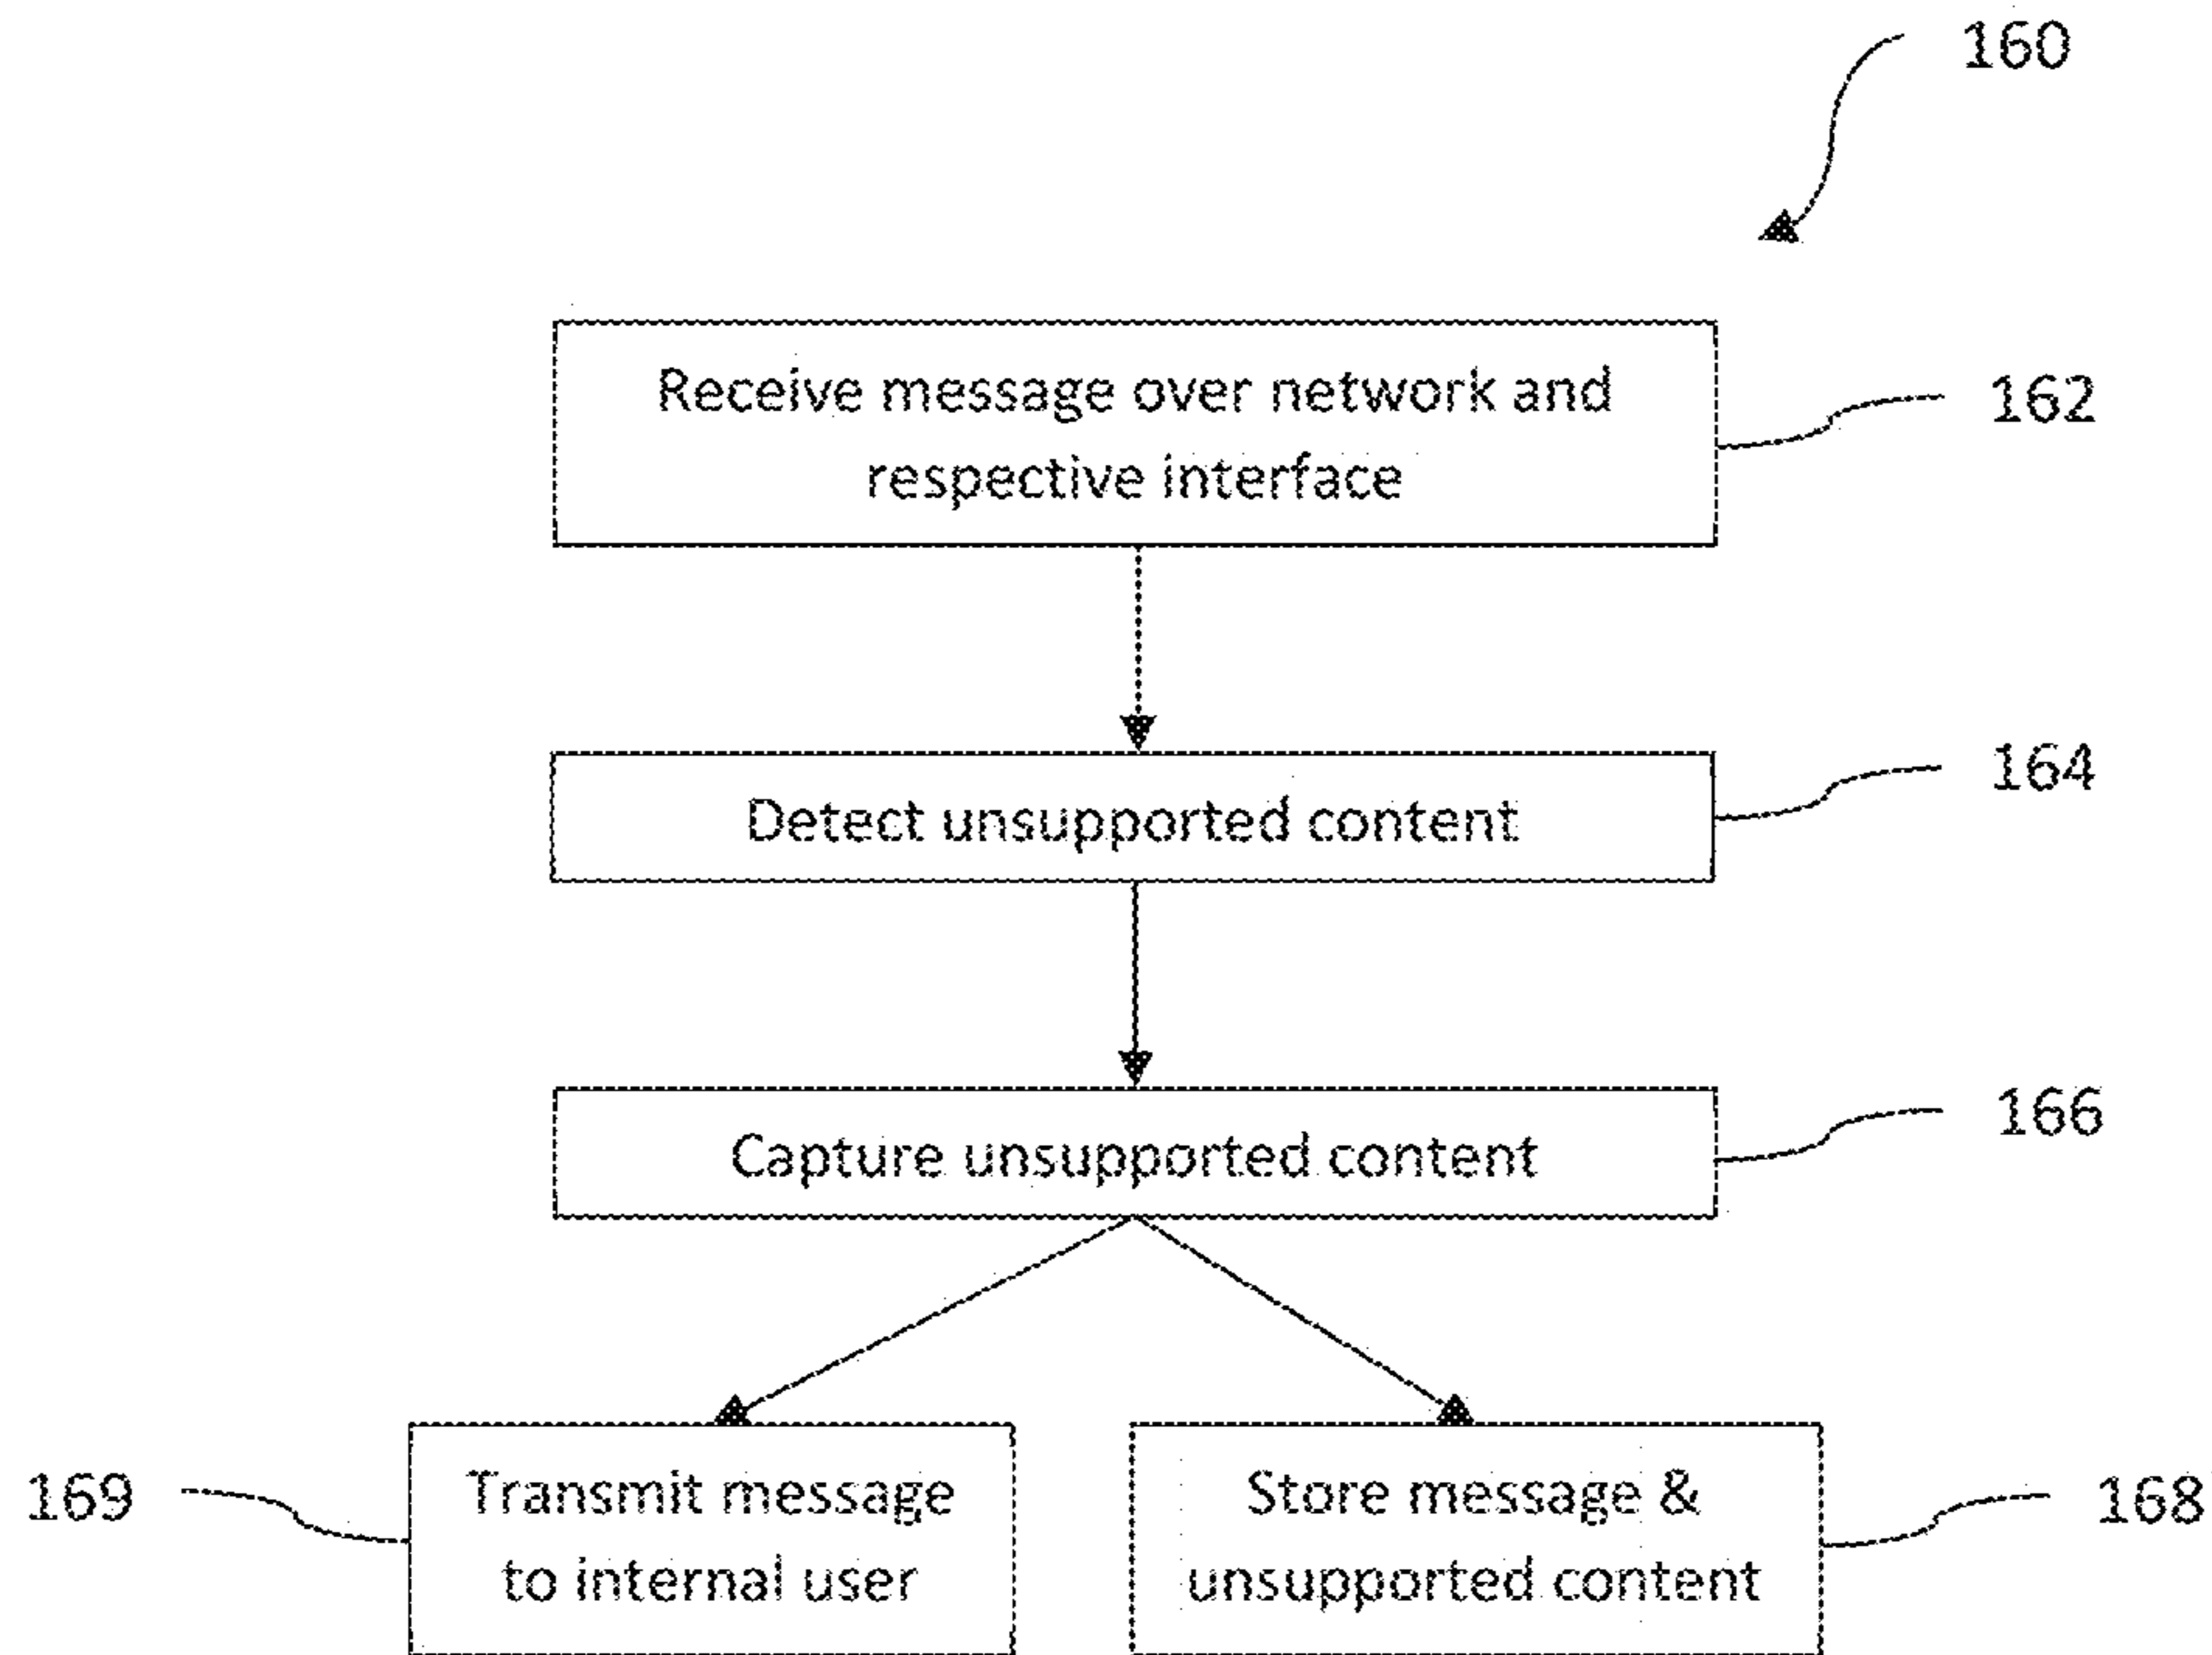 160
Receive message over network and
respective interface
162
Detect unsupported content
164
Capture unsupported content
166
169
Transmit message
to internal user
Store message &
unsupported content
168